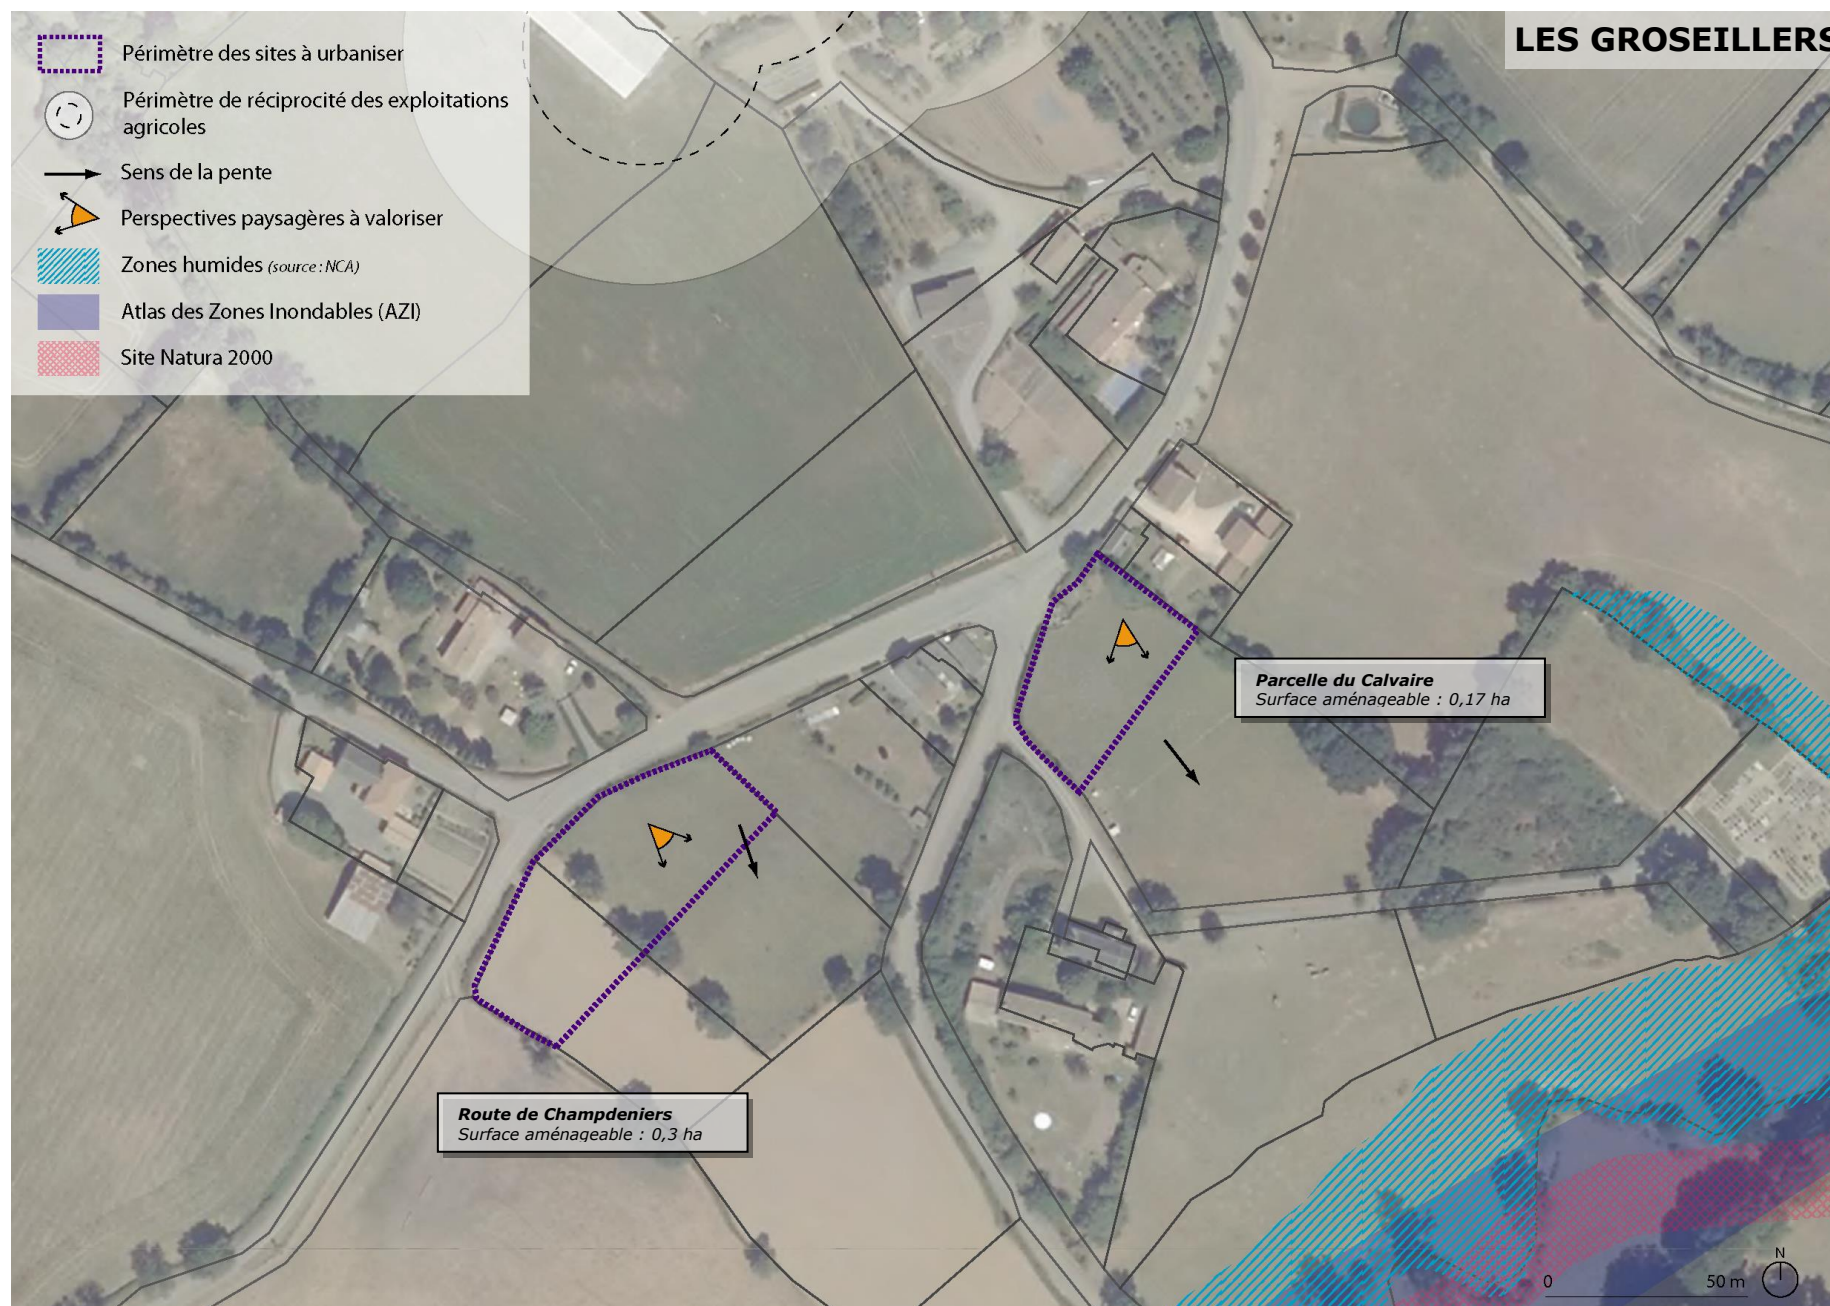 LES GROSEILLERS
Périmètre des sites à urbaniser
Périmètre de réciprocité des exploitations
agricoles
Sens de la pente
Perspectives paysagères à valoriser
Zones humides (source : NCA)
Atlas des Zones Inondables (AZI)
Site Natura 2000
Parcelle du Calvaire
Surface aménageable : 0,17 ha
Route de Champdeniers
Surface aménageable : 0,3 ha
N
0 50 m